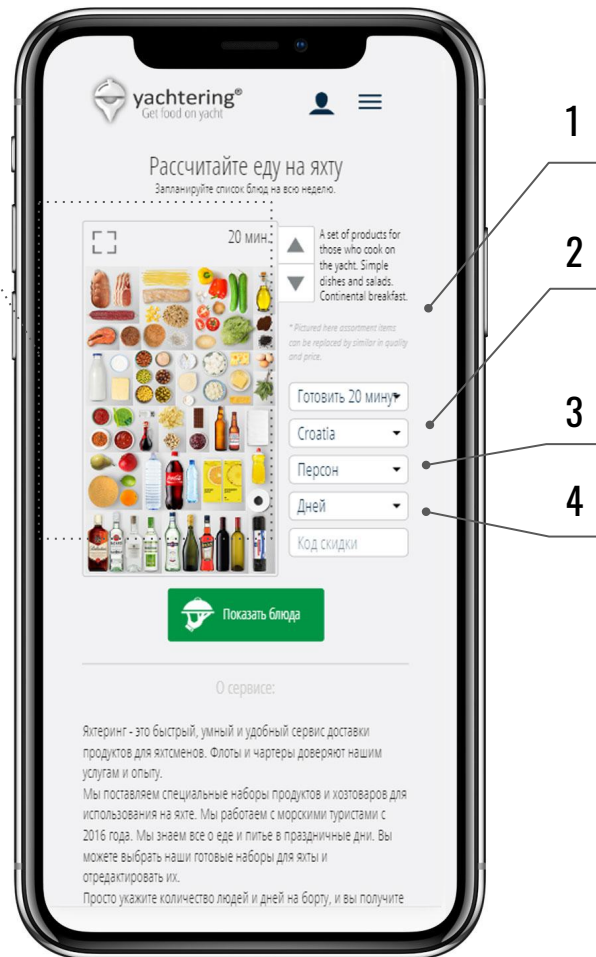 yachtering®
Get food on yacht
Рассчитайте еду на яхту
Запланируйте список блюд на всю неделю.
20 мин.
A set of products for
those who cook on
the yacht. Simple
dishes and salads.
Continental breakfast.
* Pictured here assortment items
can be replaced by similar in quality
and price.
Готовить 20 минут
Croatia
Персон
Дней
Код скидки
Показать блюда
О сервисе:
Яхтеринг - это быстрый, умный и удобный сервис доставки
продуктов для яхтсменов. Флоты и чартеры доверяют нашим
услугам и опыту.
Мы поставляем специальные наборы продуктов и хозтоваров для
использования на яхте. Мы работаем с морскими туристами с
2016 года. Мы знаем все о еде и питье в праздничные дни. Вы
можете выбрать наши готовые наборы для яхты и
отредактировать их.
Просто укажите количество людей и дней на борту, и вы получите
1
2
3
4